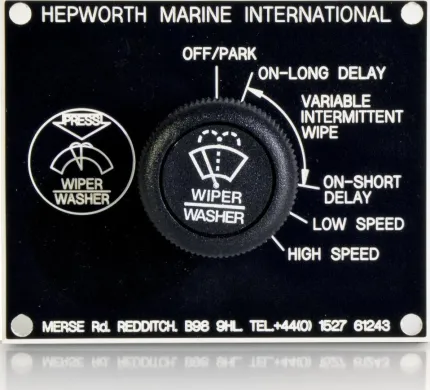 HEPWORTH MARINE INTERNATIONAL
OFF/PARK
ON-LONG DELAY
VARIABLE
INTERMITTENT
WIPE
ON-SHORT
DELAY
LOW SPEED
HIGH SPEED
PRESS
WIPER
WASHER
WIPER
WASHER
MERSE Rd. REDDITCH. B98 9HL. TEL.+44(0) 1527 61243